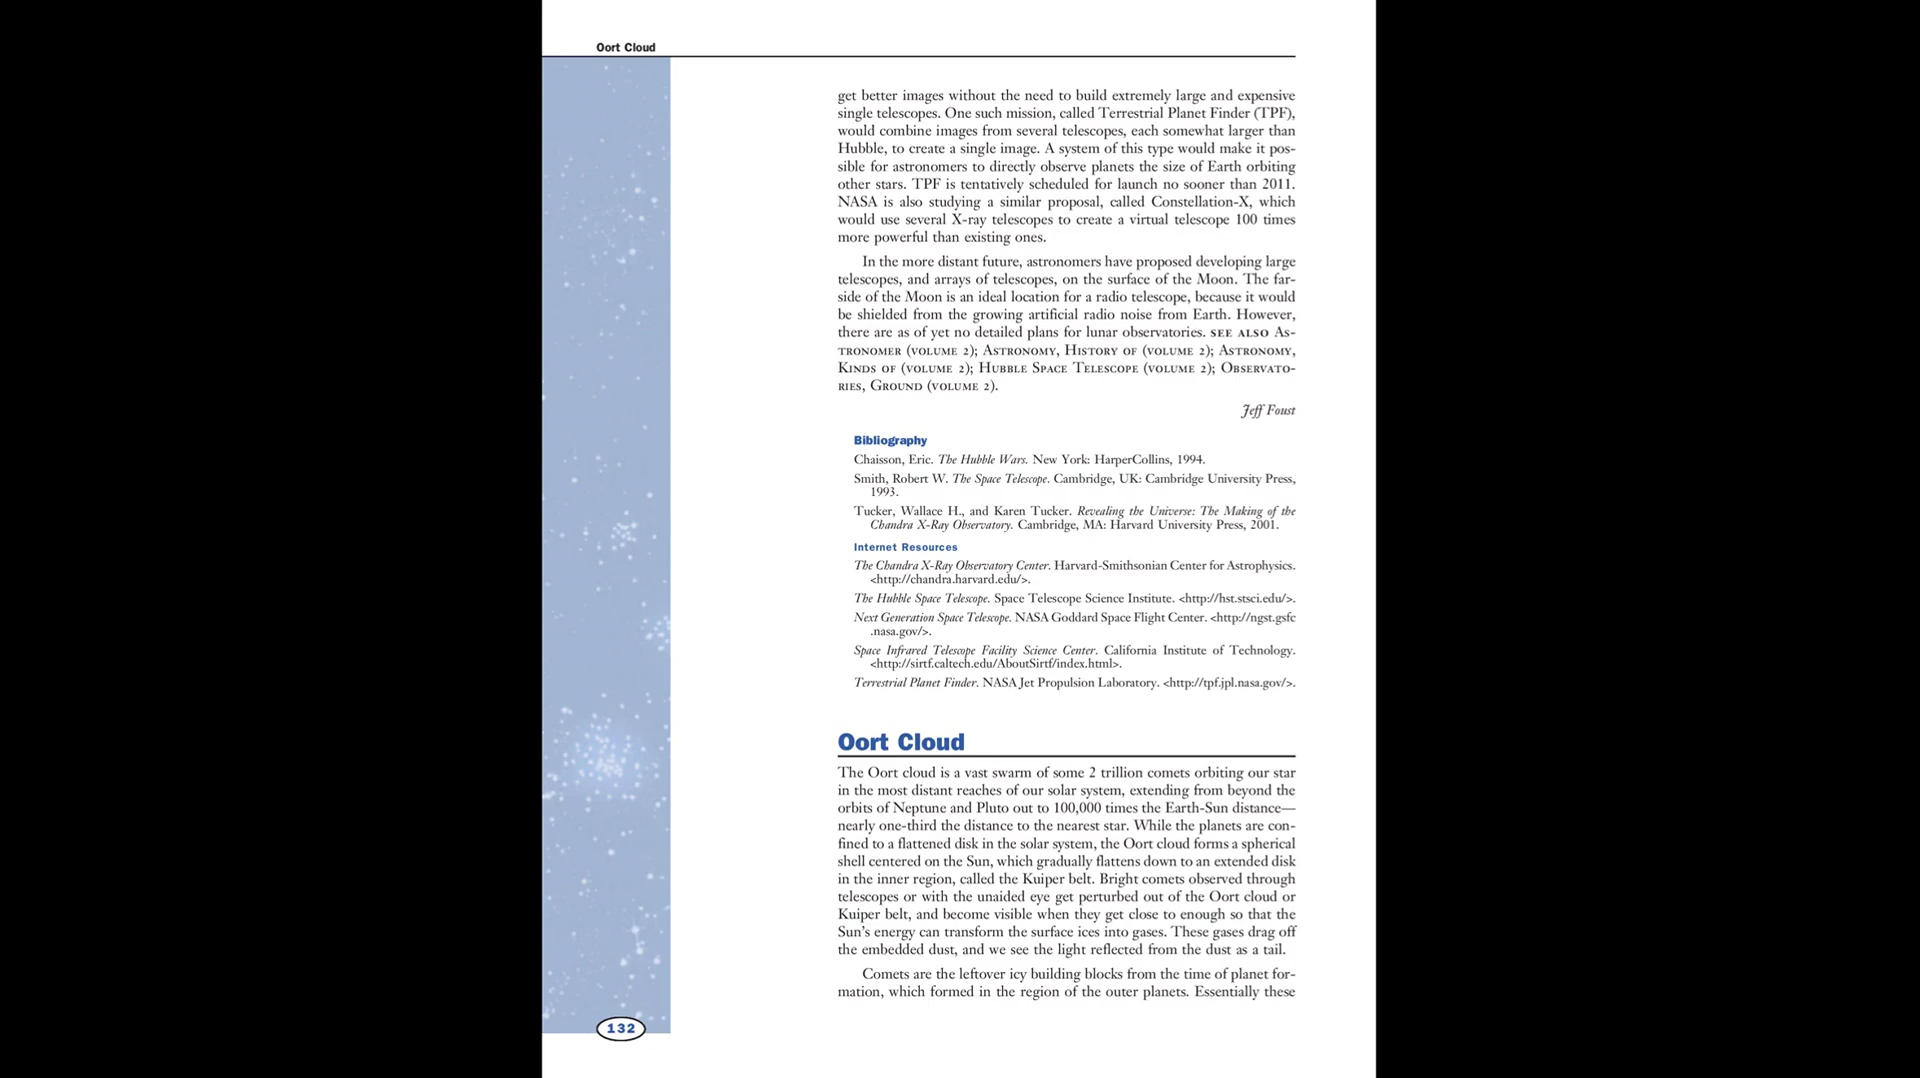 Oort Cloud
get better images without the need to build extremely large and expensive
single telescopes. One such mission, called Terrestrial Planet Finder (TPF),
would combine images from several telescopes, each somewhat larger than
Hubble, to create a single image. A system of this type would make it pos-
sible for astronomers to directly observe planets the size of Earth orbiting
other stars. TPF is tentatively scheduled for launch no sooner than 2011.
NASA is also studying a similar proposal, called Constellation-X, which
would use several X-ray telescopes to create a virtual telescope 100 times
more powerful than existing ones.
In the more distant future, astronomers have proposed developing large
telescopes, and arrays of telescopes, on the surface of the Moon. The far-
side of the Moon is an ideal location for a radio telescope, because it would
be shielded from the growing artificial radio noise from Earth. However,
there are as of yet no detailed plans for lunar observatories. SEE ALSO As-
tronomer (volume 2); Astronomy, History of (volume 2); Astronomy,
Kinds of (volume 2); Hubble Space Telescope (volume 2); Observato-
ries, Ground (volume 2).
Jeff Foust
Bibliography
Chaisson, Eric. The Hubble Wars. New York: HarperCollins, 1994.
Smith, Robert W. The Space Telescope. Cambridge, UK: Cambridge University Press,
1993.
Tucker, Wallace H., and Karen Tucker. Revealing the Universe: The Making of the
Chandra X-Ray Observatory. Cambridge, MA: Harvard University Press, 2001.
Internet Resources
The Chandra X-Ray Observatory Center. Harvard-Smithsonian Center for Astrophysics.
<http://chandra.harvard.edu/>.
The Hubble Space Telescope. Space Telescope Science Institute. <http://hst.stsci.edu/>.
Next Generation Space Telescope. NASA Goddard Space Flight Center. <http://ngst.gsfc
.nasa.gov/>.
Space Infrared Telescope Facility Science Center. California Institute of Technology.
<http://sirtf.caltech.edu/AboutSirtf/index.html>.
Terrestrial Planet Finder. NASA Jet Propulsion Laboratory. <http://tpf.jpl.nasa.gov/>.
Oort Cloud
The Oort cloud is a vast swarm of some 2 trillion comets orbiting our star
in the most distant reaches of our solar system, extending from beyond the
orbits of Neptune and Pluto out to 100,000 times the Earth-Sun distance—
nearly one-third the distance to the nearest star. While the planets are con-
fined to a flattened disk in the solar system, the Oort cloud forms a spherical
shell centered on the Sun, which gradually flattens down to an extended disk
in the inner region, called the Kuiper belt. Bright comets observed through
telescopes or with the unaided eye get perturbed out of the Oort cloud or
Kuiper belt, and become visible when they get close to enough so that the
Sun's energy can transform the surface ices into gases. These gases drag off
the embedded dust, and we see the light reflected from the dust as a tail.
Comets are the leftover icy building blocks from the time of planet for-
mation, which formed in the region of the outer planets. Essentially these
132